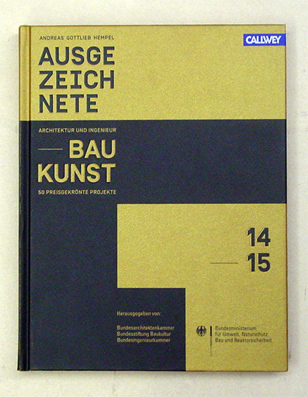 ANDREAS GOTTLIEB HEMPEL
CALLWEY
AUSGE
ZEICH
NETE
ARCHITEKTUR UND INGENIEUR
BAU
KUNST
50 PREISGEKRÖNTE PROJEKTE
14
15
Herausgegeben von:
Bundesarchitektenkammer
Bundesstiftung Baukultur
Bundesingenieurkammer
Bundesministerium
für Umwelt, Naturschutz,
Bau und Reaktorsicherheit